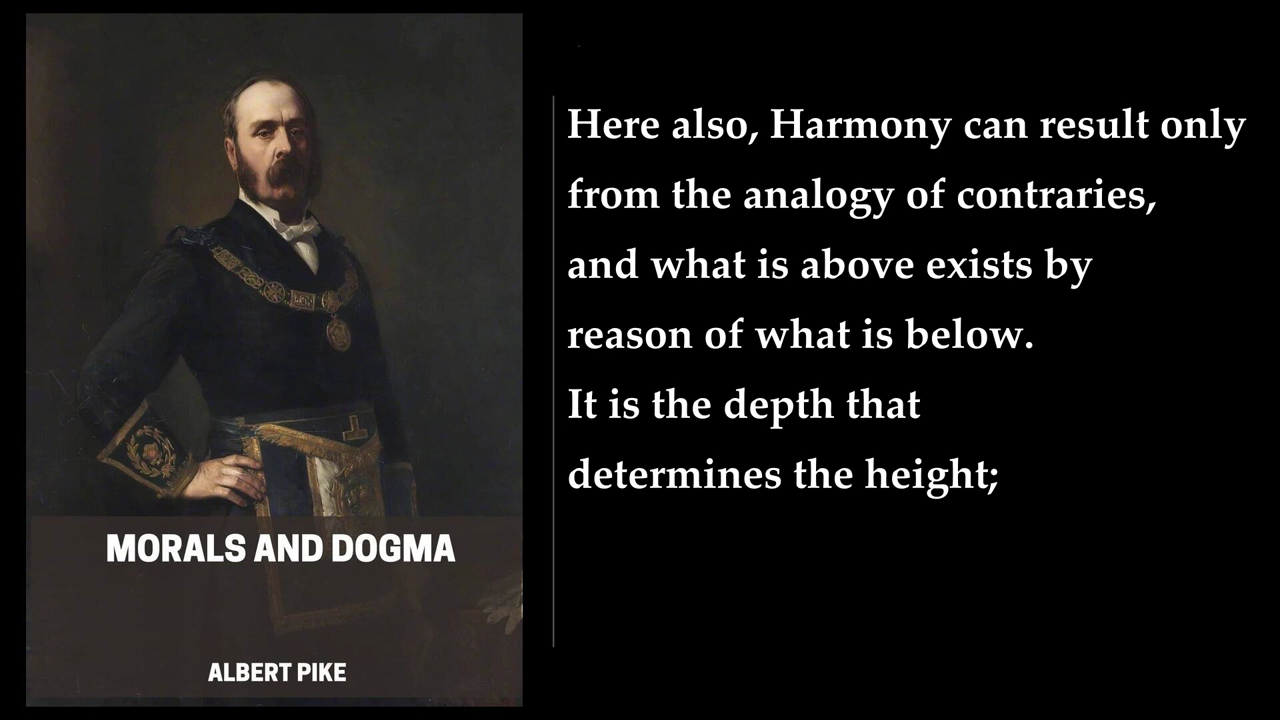 MORALS AND DOGMA
ALBERT PIKE
Here also, Harmony can result only
from the analogy of contraries,
and what is above exists by
reason of what is below.
It is the depth that
determines the height;